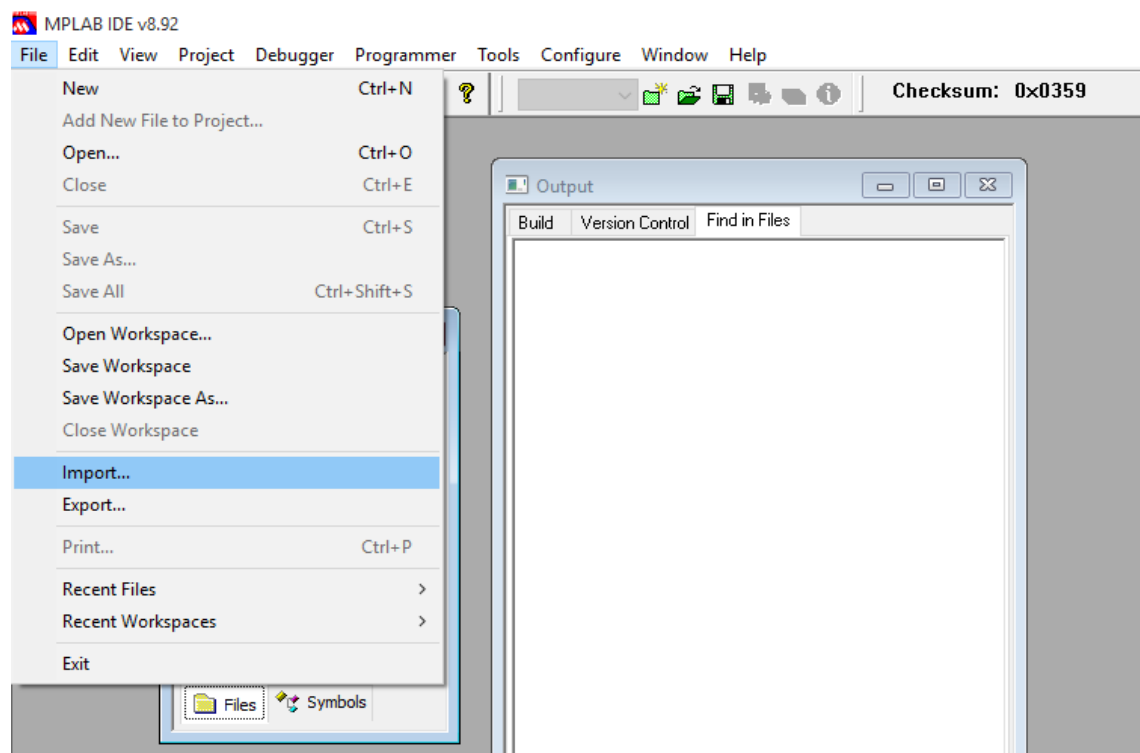 MPLAB IDE v8.92
File Edit View Project Debugger Programmer Tools Configure Window Help
Checksum: 0x0359
New Ctrl+N
Add New File to Project...
Open... Ctrl+O
Close Ctrl+E
Save Ctrl+S
Save As...
Save All Ctrl+Shift+S
Open Workspace...
Save Workspace
Save Workspace As...
Close Workspace
Import...
Export...
Print... Ctrl+P
Recent Files
Recent Workspaces
Exit
Files Symbols
Output
Build Version Control Find in Files